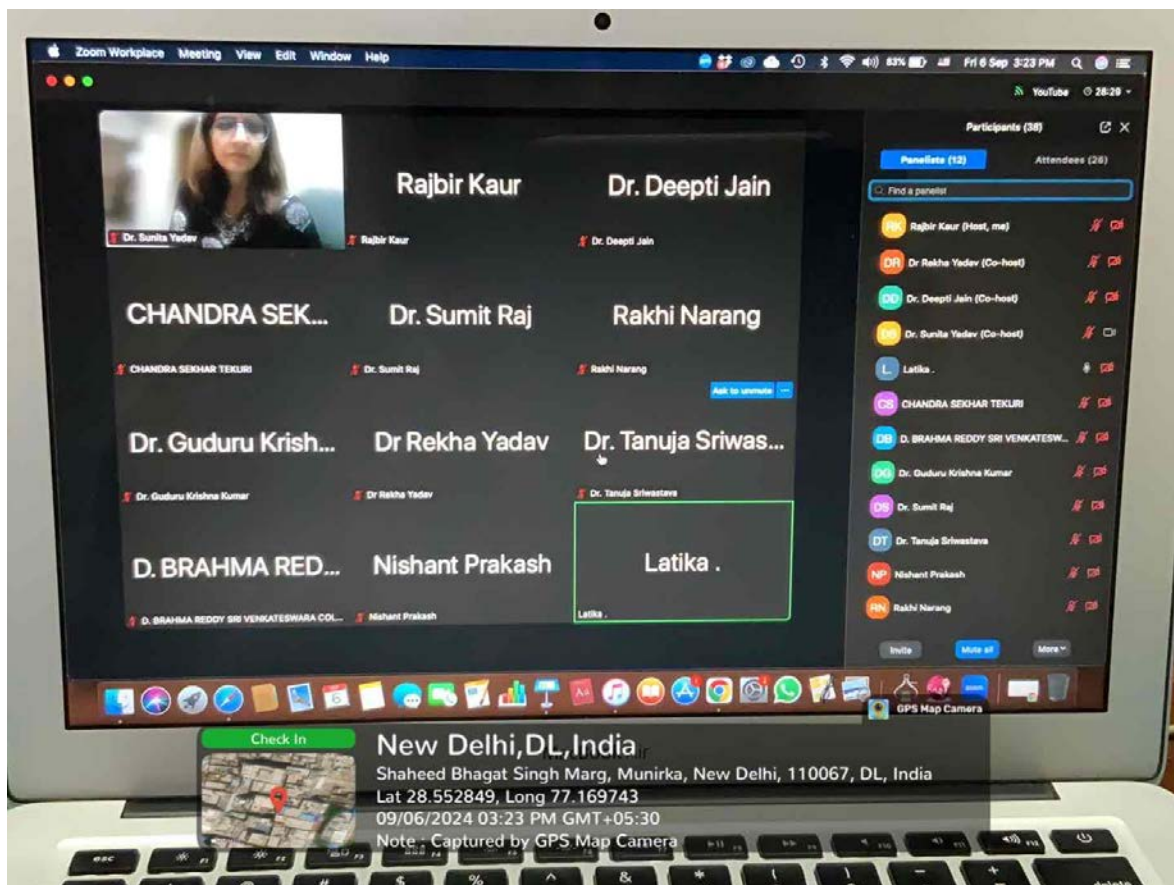 Zoom Workplace Meeting View Edit Window Help 83% Fri 6 Sep 3:23 PM
YouTube 28:29
Participants (38)
Panelists (12) Attendees (26)
Find a panelist
Rajbir Kaur
Dr. Deepti Jain
Dr. Sunita Yadav
Rajbir Kaur
Dr. Deepti Jain
CHANDRA SEK...
Dr. Sumit Raj
Rakhi Narang
CHANDRA SEKHAR TEKURI
Dr. Sumit Raj
Rakhi Narang
Ask to unmute ...
Dr. Guduru Krish...
Dr Rekha Yadav
Dr. Tanuja Sriwas...
Dr. Guduru Krishna Kumar
Dr Rekha Yadav
Dr. Tanuja Sriwastava
D. BRAHMA RED...
Nishant Prakash
Latika .
D. BRAHMA REDDY SRI VENKATESWARA COL...
Nishant Prakash
Latika .
RK Rajbir Kaur (Host, me)
DR Dr Rekha Yadav (Co-host)
DD Dr. Deepti Jain (Co-host)
DS Dr. Sunita Yadav (Co-host)
L. Latika .
CS CHANDRA SEKHAR TEKURI
DB D. BRAHMA REDDY SRI VENKATESW...
DG Dr. Guduru Krishna Kumar
DS Dr. Sumit Raj
DT Dr. Tanuja Sriwastava
NP Nishant Prakash
RN Rakhi Narang
Invite Mute all More
GPS Map Camera
Check In
New Delhi,DL,India
Shaheed Bhagat Singh Marg, Munirka, New Delhi, 110067, DL, India
Lat 28.552849, Long 77.169743
09/06/2024 03:23 PM GMT+05:30
Note : Captured by GPS Map Camera
esc F1 F2
# $ % ^ & * ( ) - +
delete